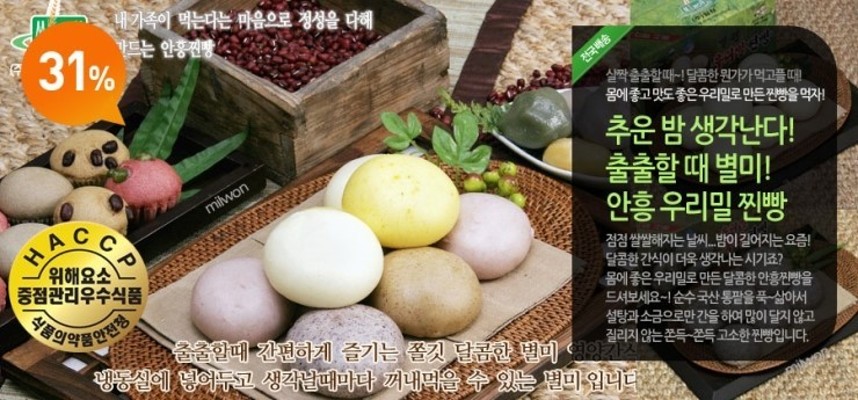 내 가족이 먹는다는 마음으로 정성을 다해
만드는 안흥찐빵
31%
milwon
HACCP
위해요소
중점관리우수식품
식품의약품안전청
출출할때 간편하게 즐기는 쫄깃 달콤한 별미 영양간식
냉동실에 넣어두고 생각날때마다 꺼내먹을 수 있는 별미 입니다
전국배송
살짝 출출할 때~! 달콤한 뭔가가 먹고플 때!
몸에 좋고 맛도 좋은 우리밀로 만든 찐빵을 먹자!
추운 밤 생각난다!
출출할 때 별미!
안흥 우리밀 찐빵
점점 쌀쌀해지는 날씨...밤이 길어지는 요즘!
달콤한 간식이 더욱 생각나는 시기죠?
몸에 좋은 우리밀로 만든 달콤한 안흥찐빵을
드셔보세요~! 순수 국산 통팥을 푹~삶아서
설탕과 소금으로만 간을 하여 많이 달지 않고
질리지 않는 쫀득~쫀득 고소한 찐빵입니다.
milwon